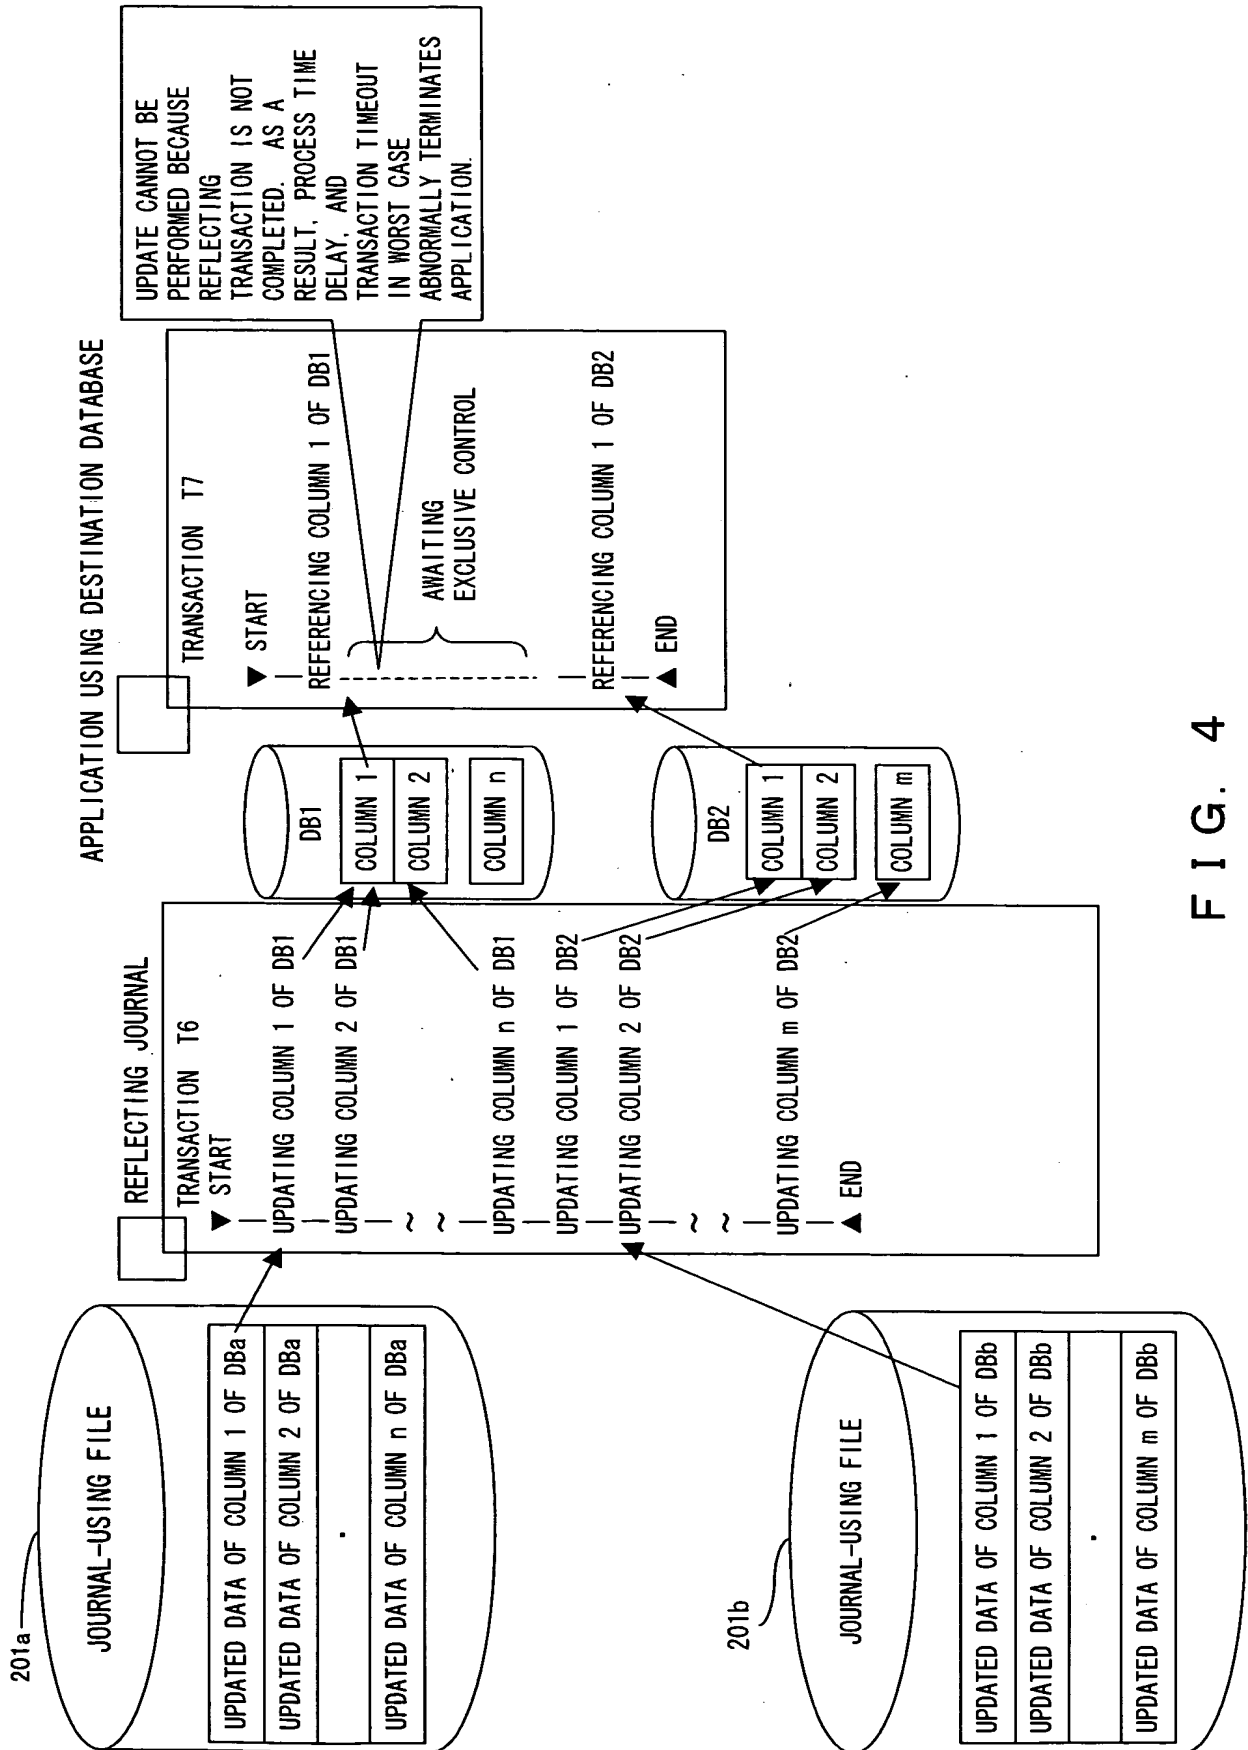 201a
JOURNAL-USING FILE
UPDATED DATA OF COLUMN 1 OF DBa
UPDATED DATA OF COLUMN 2 OF DBa
.
UPDATED DATA OF COLUMN n OF DBa
201b
JOURNAL-USING FILE
UPDATED DATA OF COLUMN 1 OF DBb
UPDATED DATA OF COLUMN 2 OF DBb
.
UPDATED DATA OF COLUMN m OF DBb
REFLECTING JOURNAL
TRANSACTION T6
START
UPDATING COLUMN 1 OF DB1
UPDATING COLUMN 2 OF DB1
~
~
UPDATING COLUMN n OF DB1
UPDATING COLUMN 1 OF DB2
UPDATING COLUMN 2 OF DB2
~
~
UPDATING COLUMN m OF DB2
END
DB1
COLUMN 1
COLUMN 2
COLUMN n
DB2
COLUMN 1
COLUMN 2
COLUMN m
APPLICATION USING DESTINATION DATABASE
TRANSACTION T7
START
REFERENCING COLUMN 1 OF DB1
AWAITING
EXCLUSIVE CONTROL
REFERENCING COLUMN 1 OF DB2
END
UPDATE CANNOT BE
PERFORMED BECAUSE
REFLECTING
TRANSACTION IS NOT
COMPLETED. AS A
RESULT, PROCESS TIME
DELAY, AND
TRANSACTION TIMEOUT
IN WORST CASE
ABNORMALLY TERMINATES
APPLICATION.
FIG. 4